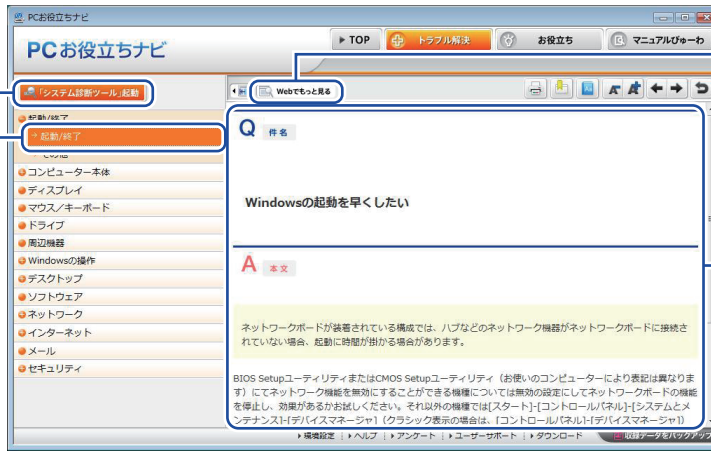 PCお役立ちナビ
PCお役立ちナビ
TOP
トラブル解決
お役立ち
マニュアルびゅーわ
「システム診断ツール」起動
Webでもっと見る
起動/終了
起動/終了
その他
コンピューター本体
ディスプレイ
マウス/キーボード
ドライブ
周辺機器
Windowsの操作
デスクトップ
ソフトウェア
ネットワーク
インターネット
メール
セキュリティ
Q 件名
Windowsの起動を早くしたい
A 本文
ネットワークボードが装着されている構成では、ハブなどのネットワーク機器がネットワークボードに接続さ
れていない場合、起動に時間が掛かる場合があります。
BIOS SetupユーティリティまたはCMOS Setupユーティリティ(お使いのコンピューターにより表記は異なりま
す)にてネットワーク機能を無効にすることができる機種については無効の設定にしてネットワークボードの機能
を停止し、効果があるかお試しください。それ以外の機種では[スタート]-[コントロールパネル]-[システムとメ
ンテナンス]-[デバイスマネージャ](クラシック表示の場合は、[コントロールパネル]-[デバイスマネージャ])
環境設定 ヘルプ アンケート ユーザーサポート ダウンロード 収録データをバックアップ